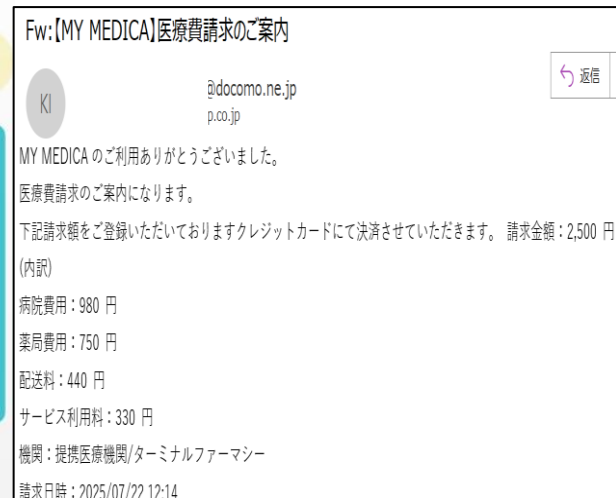 Fw:【MY MEDICA】医療費請求のご案内
返信
KI
@docomo.ne.jp
p.co.jp
MY MEDICA のご利用ありがとうございました。
医療費請求のご案内になります。
下記請求額をご登録いただいておりますクレジットカードにて決済させていただきます。 請求金額：2,500 円
(内訳)
病院費用：980 円
薬局費用：750 円
配送料：440 円
サービス利用料：330 円
機関：提携医療機関/ターミナルファーマシー
請求日時：2025/07/22 12:14